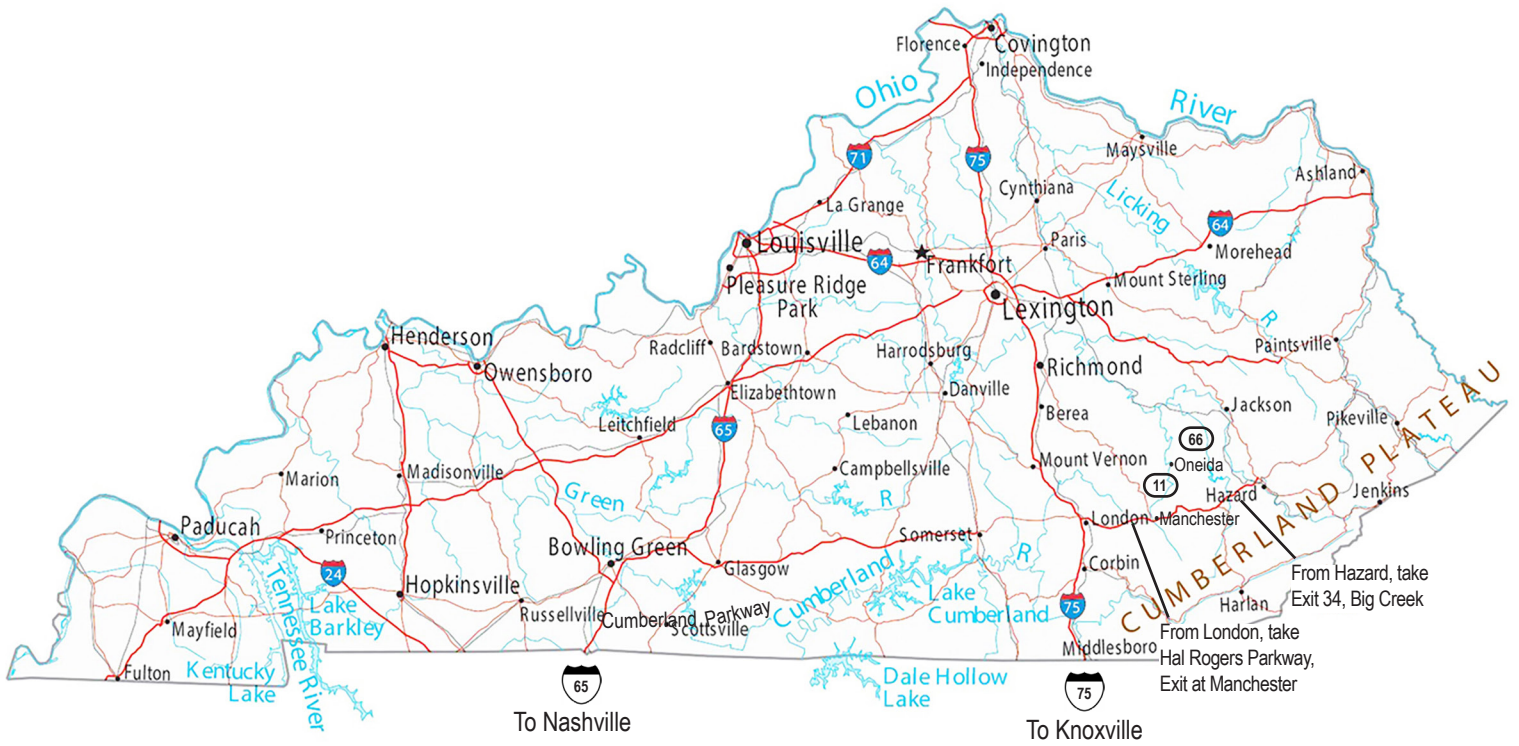 Florence
Covington
Independence
Ohio
River
71
75
Maysville
Ashland
Cynthiana
Licking
La Grange
64
Louisville
Paris
Morehead
64
Frankfort
Pleasure Ridge
Park
Mount Sterling
Lexington
R
Henderson
Radcliff
Bardstown
Harrodsburg
Paintsville
Owensboro
Richmond
Elizabethtown
Danville
Jackson
Berea
Pikeville
Leitchfield
65
Lebanon
66
CUMBERLAND PLATEAU
Marion
Madisonville
Campbellsville
Mount Vernon
Oneida
11
Green
R
Hazard
Jenkins
Paducah
London
Manchester
Princeton
Somerset
Bowling Green
R
Glasgow
Corbin
24
From Hazard, take
Exit 34, Big Creek
Hopkinsville
Tennessee River
Lake
Barkley
Cumberland
Lake
Cumberland
75
Harlan
Russellville
Cumberland Parkway
Scottsville
Mayfield
From London, take
Hal Rogers Parkway,
Exit at Manchester
Middlesboro
Fulton
Kentucky
Lake
Dale Hollow
Lake
65
To Nashville
75
To Knoxville